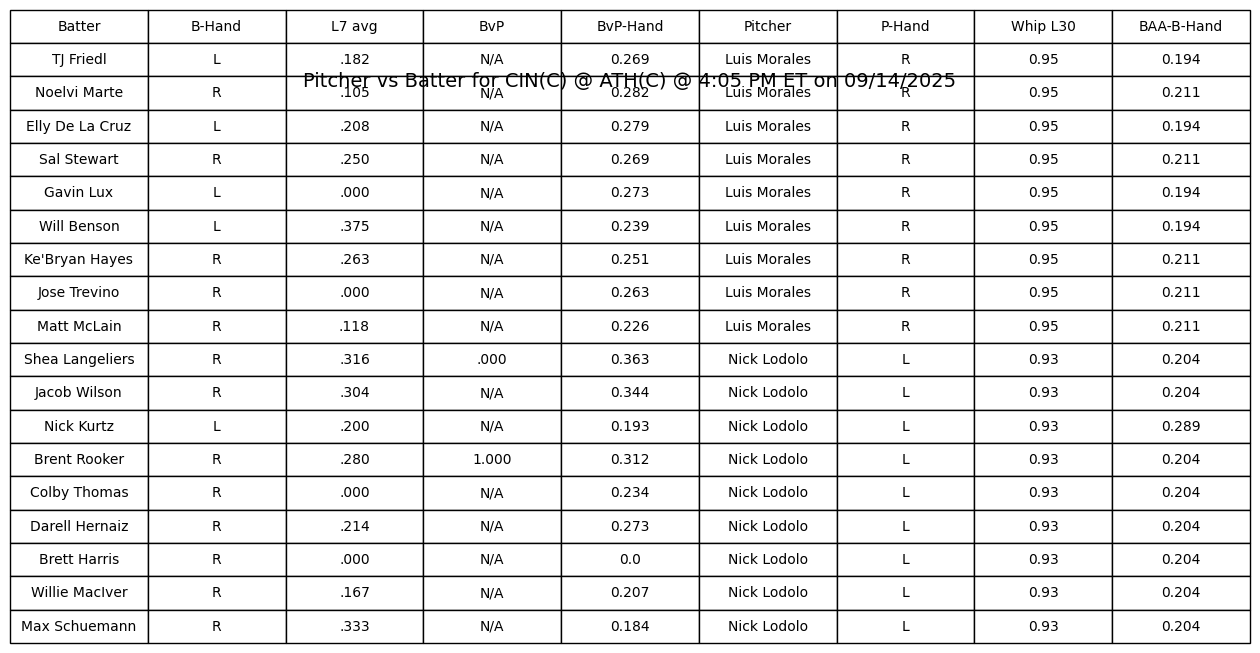 Batter B-Hand L7 avg BvP BvP-Hand Pitcher P-Hand Whip L30 BAA-B-Hand
TJ Friedl L .182 N/A 0.269 Luis Morales R 0.95 0.194
Pitcher vs Batter for CIN(C) @ ATH(C) @ 4:05 PM ET on 09/14/2025
Noelvi Marte R .105 N/A 0.282 Luis Morales R 0.95 0.211
Elly De La Cruz L .208 N/A 0.279 Luis Morales R 0.95 0.194
Sal Stewart R .250 N/A 0.269 Luis Morales R 0.95 0.211
Gavin Lux L .000 N/A 0.273 Luis Morales R 0.95 0.194
Will Benson L .375 N/A 0.239 Luis Morales R 0.95 0.194
Ke'Bryan Hayes R .263 N/A 0.251 Luis Morales R 0.95 0.211
Jose Trevino R .000 N/A 0.263 Luis Morales R 0.95 0.211
Matt McLain R .118 N/A 0.226 Luis Morales R 0.95 0.211
Shea Langeliers R .316 .000 0.363 Nick Lodolo L 0.93 0.204
Jacob Wilson R .304 N/A 0.344 Nick Lodolo L 0.93 0.204
Nick Kurtz L .200 N/A 0.193 Nick Lodolo L 0.93 0.289
Brent Rooker R .280 1.000 0.312 Nick Lodolo L 0.93 0.204
Colby Thomas R .000 N/A 0.234 Nick Lodolo L 0.93 0.204
Darell Hernaiz R .214 N/A 0.273 Nick Lodolo L 0.93 0.204
Brett Harris R .000 N/A 0.0 Nick Lodolo L 0.93 0.204
Willie MacIver R .167 N/A 0.207 Nick Lodolo L 0.93 0.204
Max Schuemann R .333 N/A 0.184 Nick Lodolo L 0.93 0.204